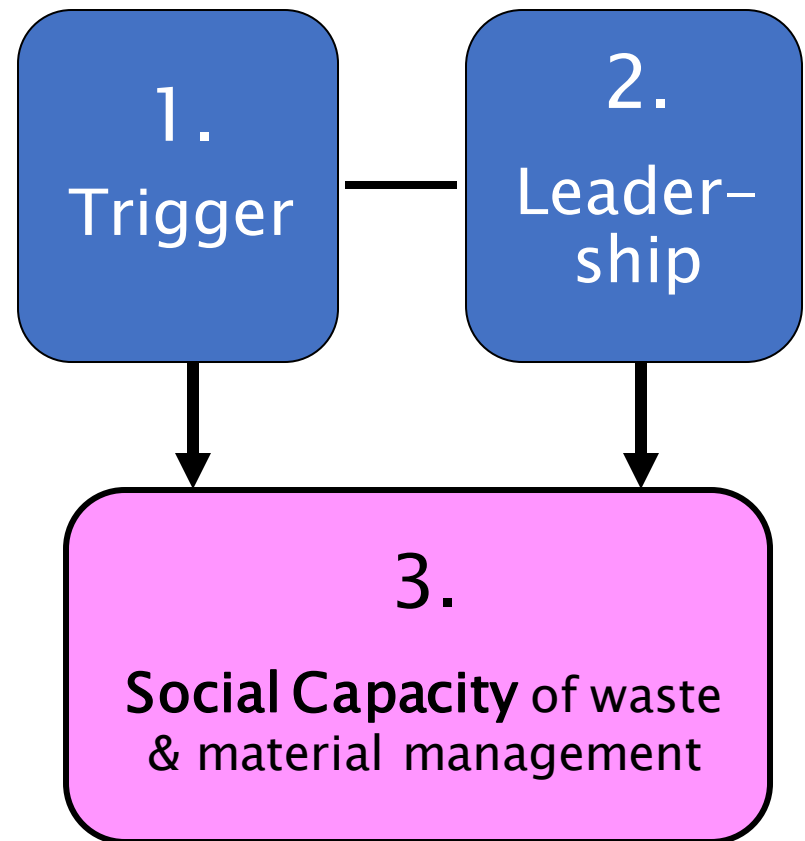 1.
Trigger
2.
Leader-
ship
3.
Social Capacity of waste
& material management